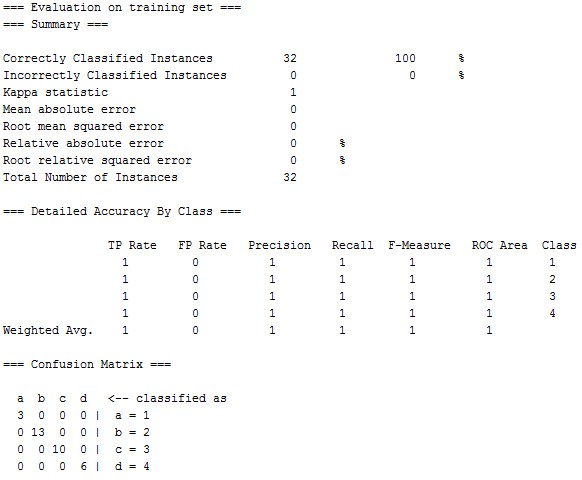 === Evaluation on training set ===
=== Summary ===
Correctly Classified Instances 32 100 %
Incorrectly Classified Instances 0 0 %
Kappa statistic 1
Mean absolute error 0
Root mean squared error 0
Relative absolute error 0 %
Root relative squared error 0 %
Total Number of Instances 32
=== Detailed Accuracy By Class ===
TP Rate FP Rate Precision Recall F-Measure ROC Area Class
1 0 1 1 1 1 1
1 0 1 1 1 1 2
1 0 1 1 1 1 3
1 0 1 1 1 1 4
Weighted Avg. 1 0 1 1 1 1
=== Confusion Matrix ===
a b c d <-- classified as
3 0 0 0 | a = 1
0 13 0 0 | b = 2
0 0 10 0 | c = 3
0 0 0 6 | d = 4